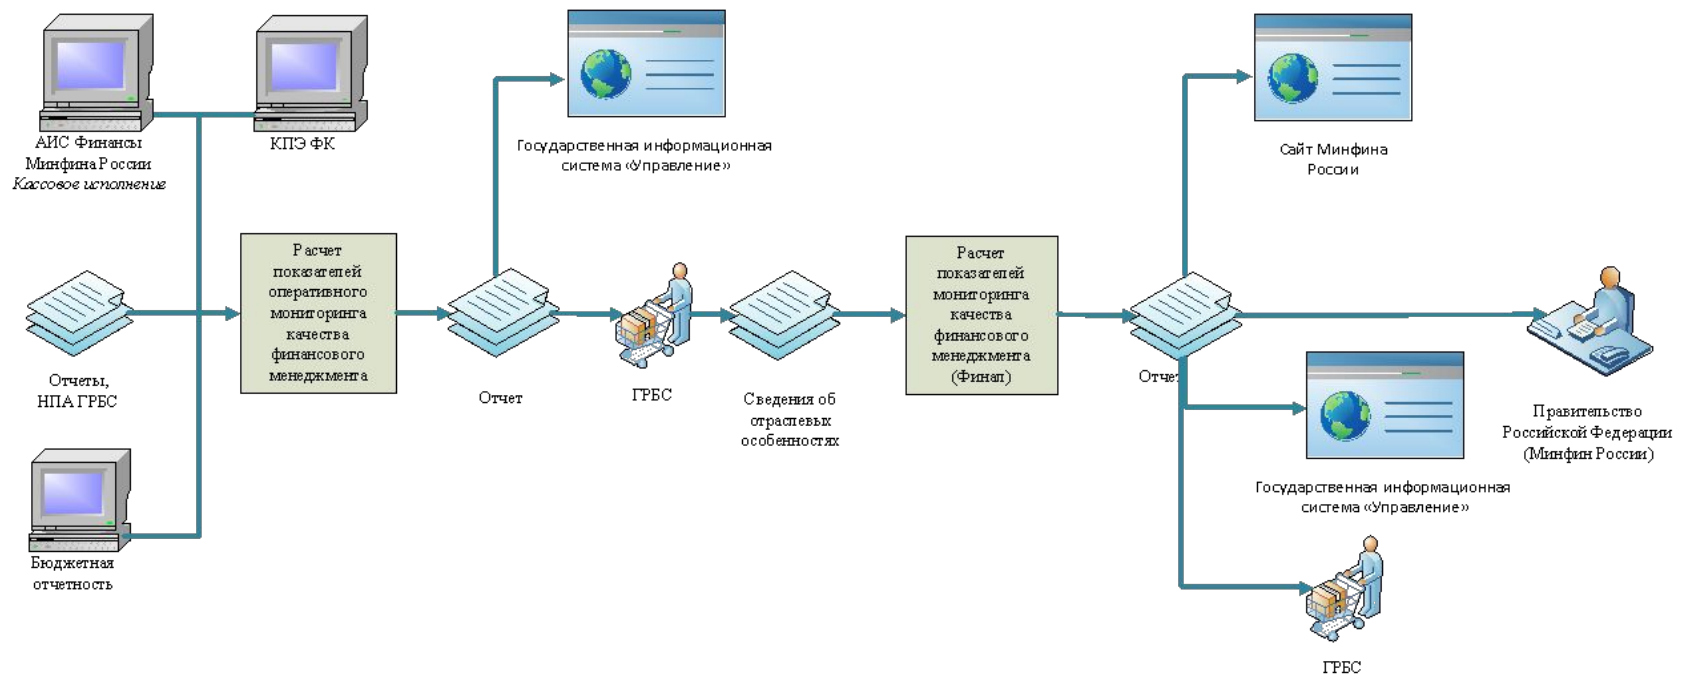 АИС Финансы
Минфина России
Кассовое исполнение
КПЭ ФК
Государственная информационная
система «Управление»
Сайт Минфина
России
Отчеты,
НПА ГРБС
Расчет
показателей
оперативного
мониторинга
качества
финансового
менеджмента
Отчет
ГРБС
Сведения об
отраслевых
особенностях
Расчет
показателей
мониторинга
качества
финансового
менеджмента
(Финал)
Отчет
Правительство
Российской Федерации
(Минфин России)
Государственная информационная
система «Управление»
Бюджетная
отчетность
ГРБС